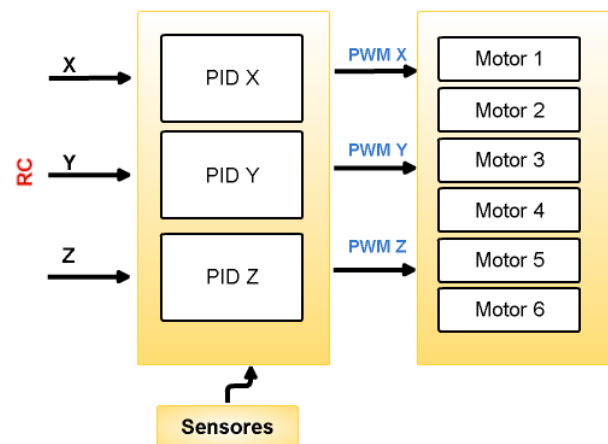 RC
X
Y
Z
PID X
PID Y
PID Z
PWM X
PWM Y
PWM Z
Motor 1
Motor 2
Motor 3
Motor 4
Motor 5
Motor 6
Sensores